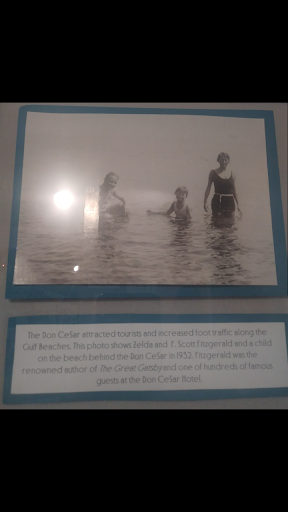 The Don CeSar attracted tourists and increased foot traffic along the
Gulf Beaches. This photo shows Zelda and F. Scott Fitzgerald and a child
on the beach behind the Don CeSar in 1932. Fitzgerald was the
renowned author of The Great Gatsby and one of hundreds of famous
guests at the Don CeSar Hotel.